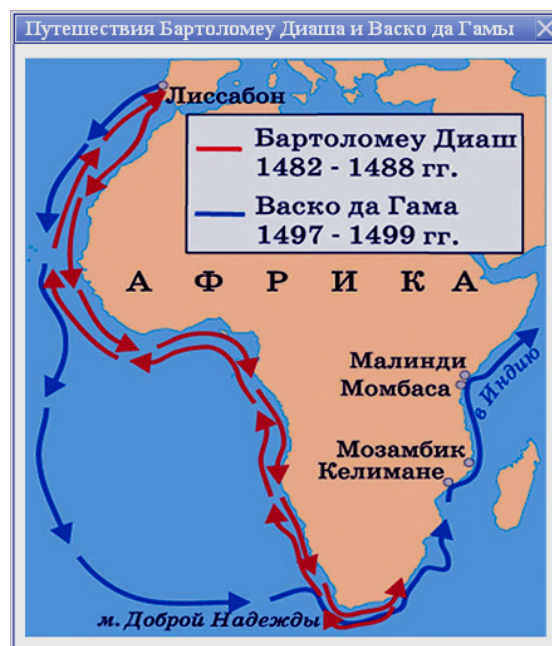 Путешествия Бартоломеу Диаша и Васко да Гамы
Лиссабон
Бартоломеу Диаш
1482 - 1488 гг.
Васко да Гама
1497 - 1499 гг.
АФРИКА
Малинди
Момбаса
в Индию
Мозамбик
Келимане
м. Доброй Надежды